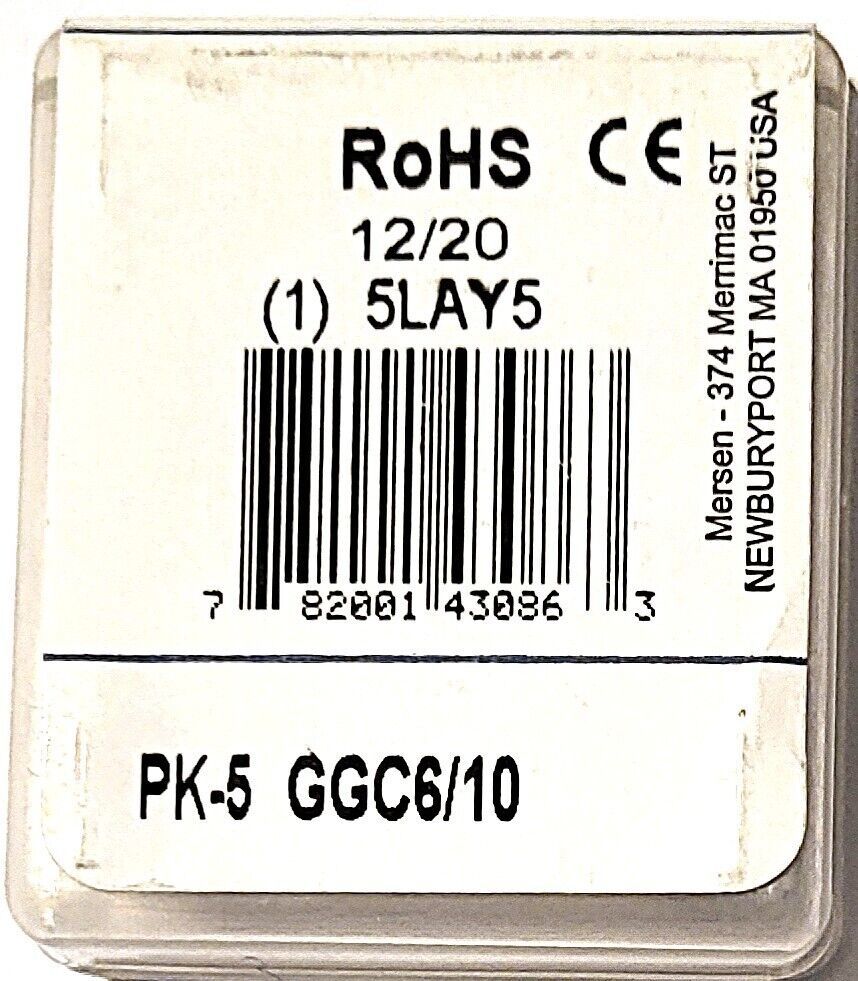 RoHS CE
12/20
(1) 5LAY5
7 82001 43086 3
Mersen - 374 Merrimac ST
NEWBURYPORT MA 01950 USA
PK-5 GGC6/10